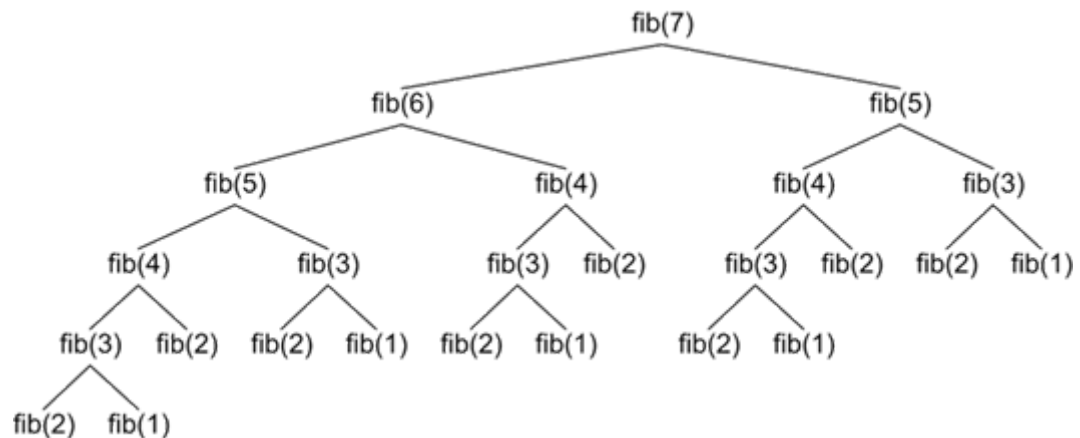 fib(7)
fib(6) fib(5)
fib(5) fib(4) fib(4) fib(3)
fib(4) fib(3) fib(3) fib(2) fib(3) fib(2) fib(2) fib(1)
fib(3) fib(2) fib(2) fib(1) fib(2) fib(1) fib(2) fib(1)
fib(2) fib(1)